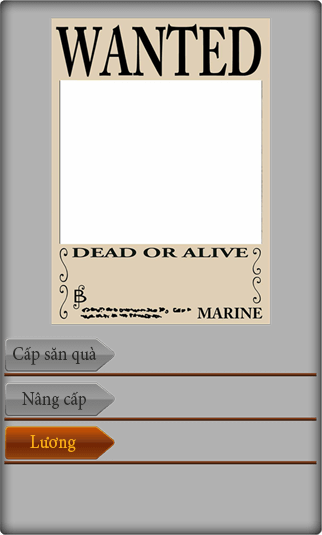 WANTED
DEAD OR ALIVE
MARINE
Cấp săn quà
Nâng cấp
Lương